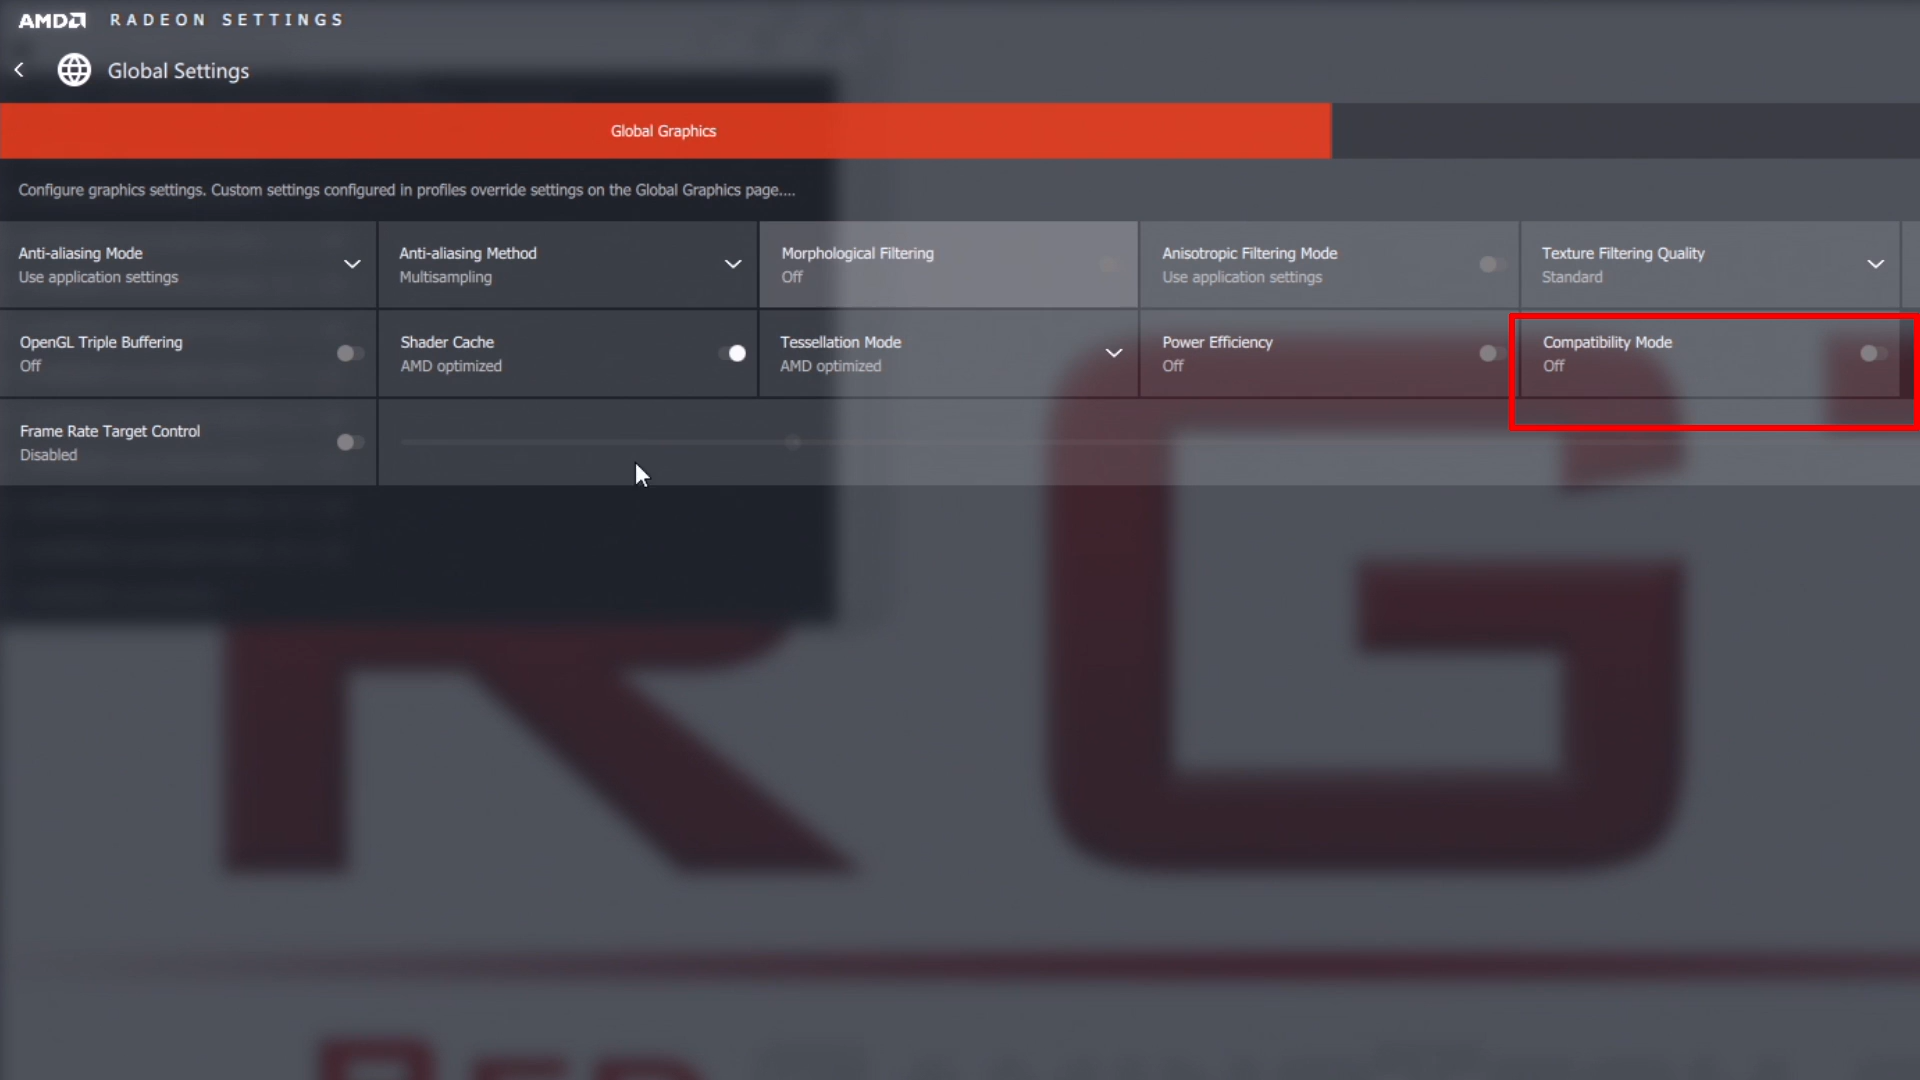 AMD RADEON SETTINGS
Global Settings
Global Graphics
Configure graphics settings. Custom settings configured in profiles override settings on the Global Graphics page....
Anti-aliasing Mode
Use application settings
Anti-aliasing Method
Multisampling
Morphological Filtering
Off
Anisotropic Filtering Mode
Use application settings
Texture Filtering Quality
Standard
OpenGL Triple Buffering
Off
Shader Cache
AMD optimized
Tessellation Mode
AMD optimized
Power Efficiency
Off
Compatibility Mode
Off
Frame Rate Target Control
Disabled
RG